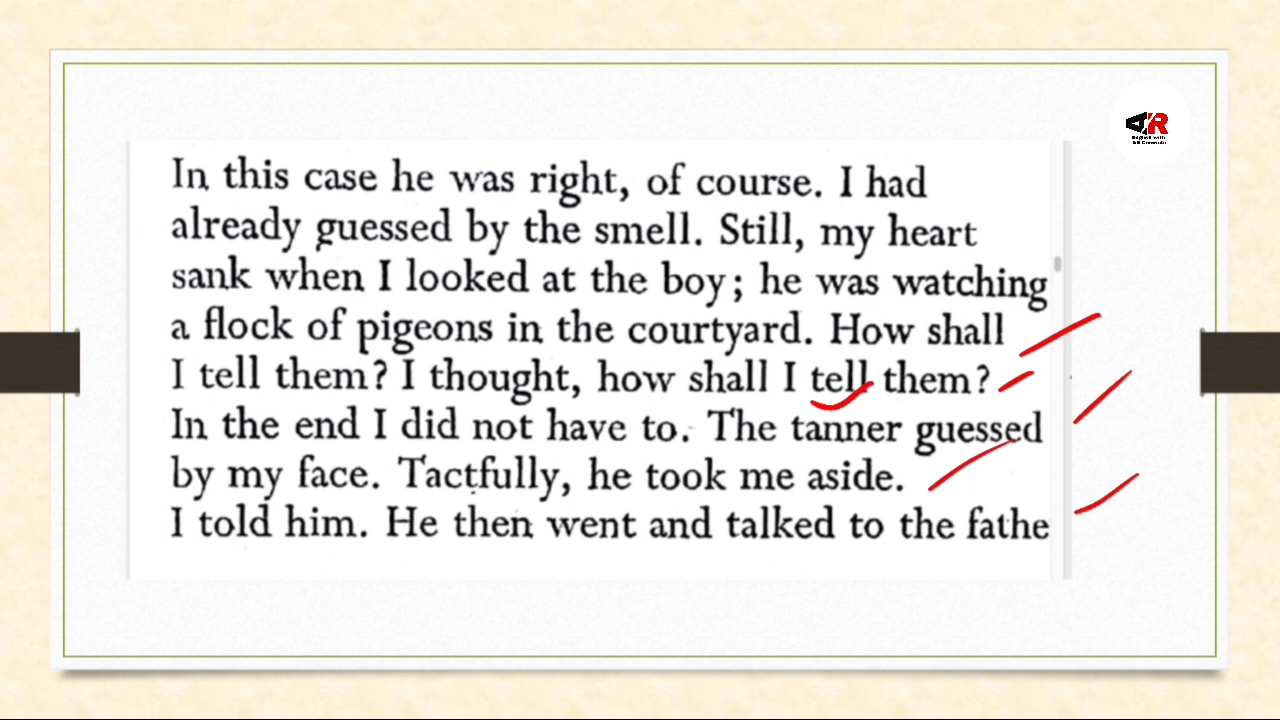 In this case he was right, of course. I had
already guessed by the smell. Still, my heart
sank when I looked at the boy; he was watching
a flock of pigeons in the courtyard. How shall
I tell them? I thought, how shall I tell them?
In the end I did not have to. The tanner guessed
by my face. Tactfully, he took me aside.
I told him. He then went and talked to the fathe
AR
English with